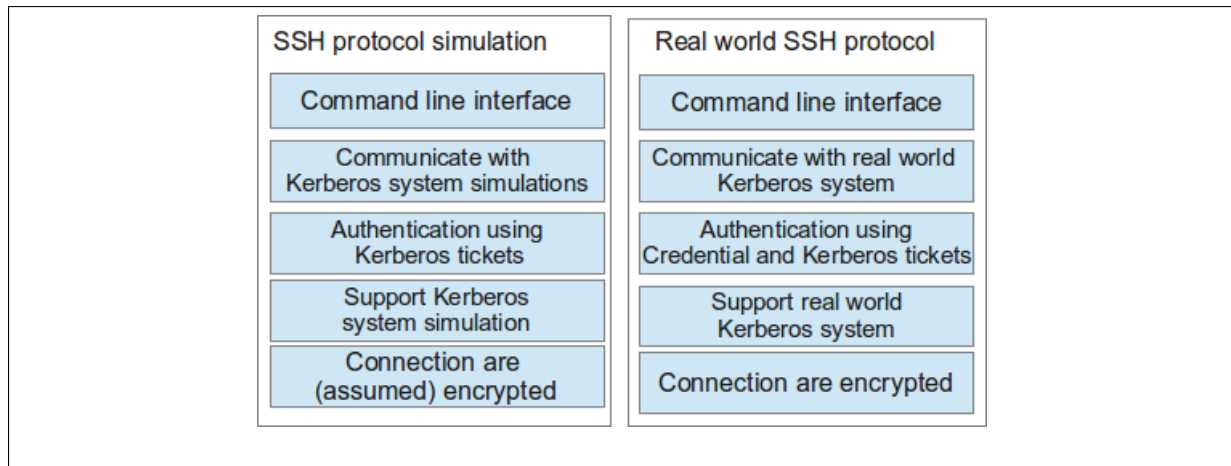 SSH protocol simulation
Command line interface
Communicate with
Kerberos system simulations
Authentication using
Kerberos tickets
Support Kerberos
system simulation
Connection are
(assumed) encrypted
Real world SSH protocol
Command line interface
Communicate with real world
Kerberos system
Authentication using
Credential and Kerberos tickets
Support real world
Kerberos system
Connection are encrypted